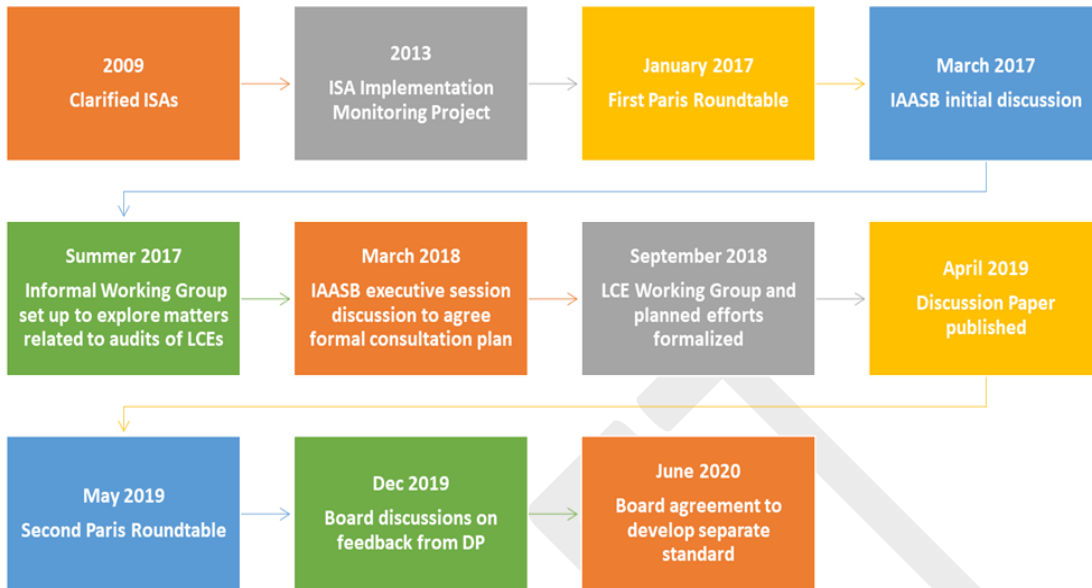 2009
Clarified ISAs
2013
ISA Implementation
Monitoring Project
January 2017
First Paris Roundtable
March 2017
IAASB initial discussion
Summer 2017
Informal Working Group
set up to explore matters
related to audits of LCEs
March 2018
IAASB executive session
discussion to agree
formal consultation plan
September 2018
LCE Working Group and
planned efforts
formalized
April 2019
Discussion Paper
published
May 2019
Second Paris Roundtable
Dec 2019
Board discussions on
feedback from DP
June 2020
Board agreement to
develop separate
standard